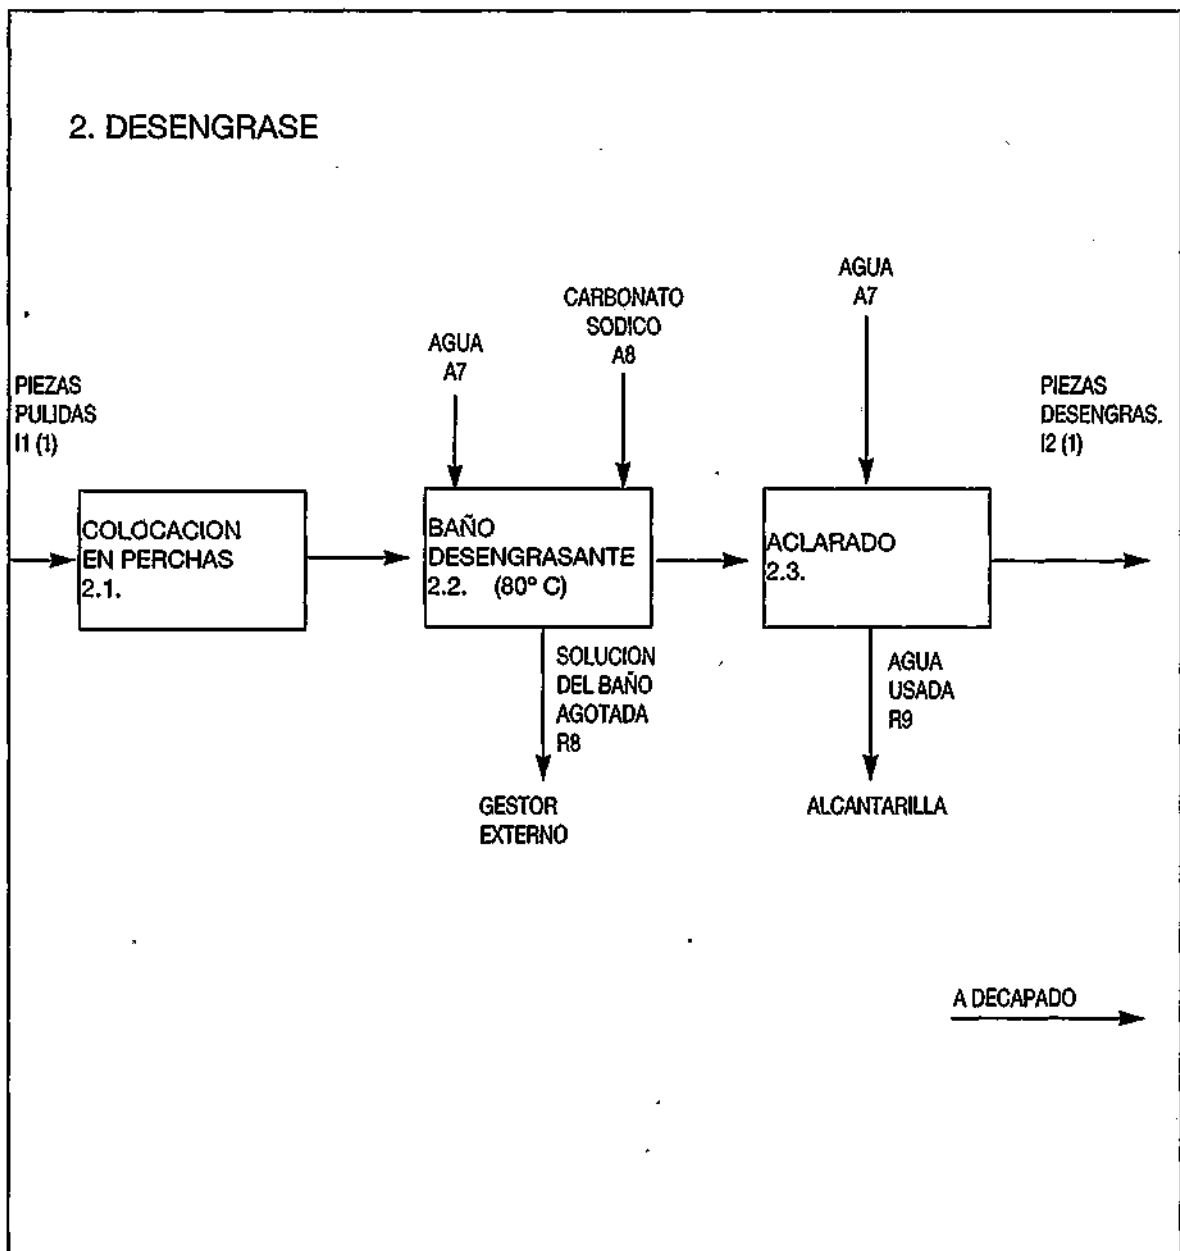 2. DESENGRASE
AGUA
A7
CARBONATO
SODICO
A8
AGUA
A7
PIEZAS
PULIDAS
I1 (1)
PIEZAS
DESENGRAS.
I2 (1)
COLOCACION
EN PERCHAS
2.1.
BAÑO
DESENGRASANTE
2.2. (80º C)
ACLARADO
2.3.
SOLUCION
DEL BAÑO
AGOTADA
R8
AGUA
USADA
R9
GESTOR
EXTERNO
ALCANTARILLA
A DECAPADO